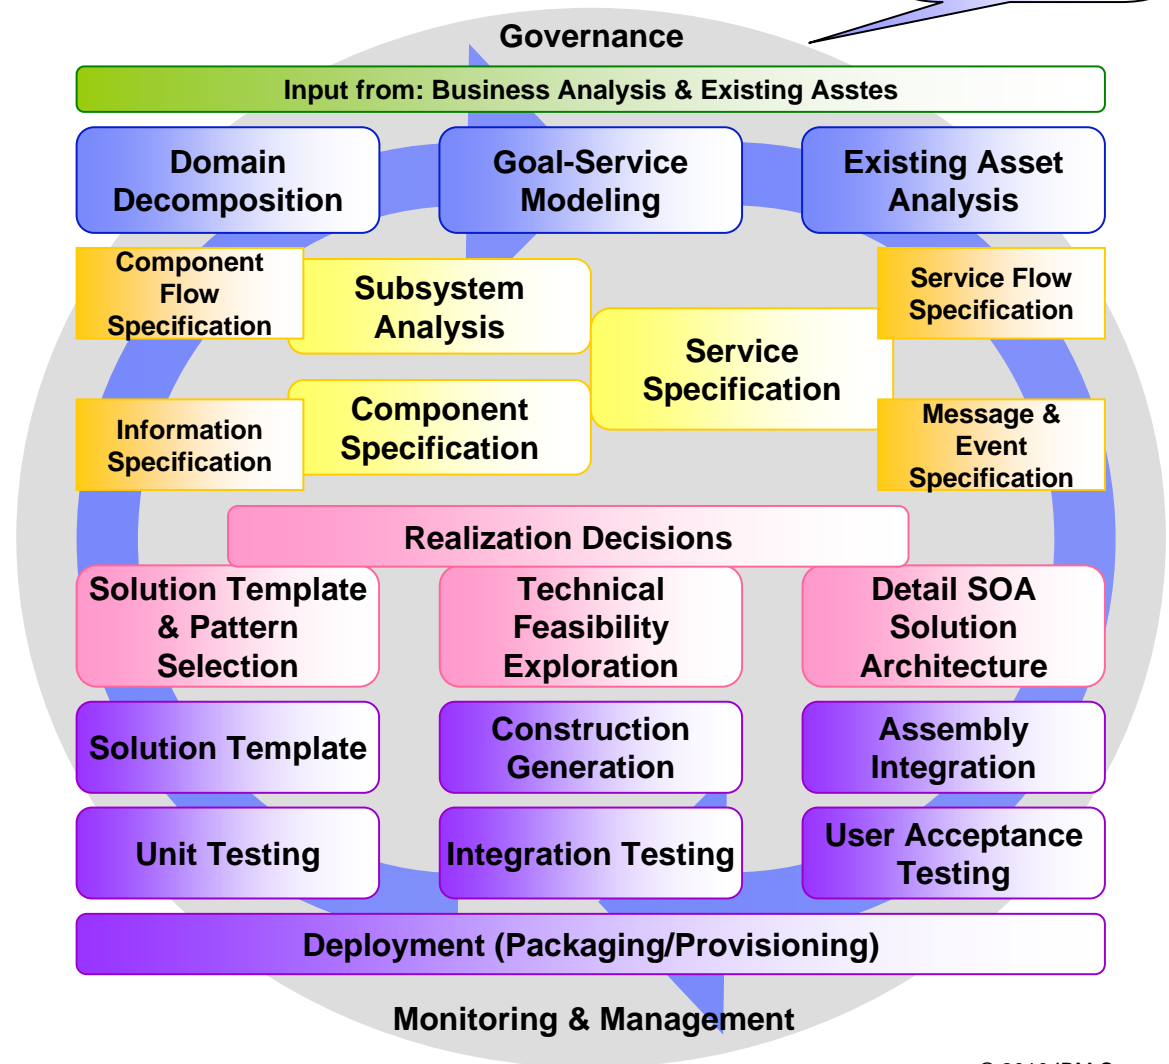 Governance
Input from: Business Analysis & Existing Asstes
Domain
Decomposition
Goal-Service
Modeling
Existing Asset
Analysis
Component
Flow
Specification
Subsystem
Analysis
Service Flow
Specification
Service
Specification
Information
Specification
Component
Specification
Message &
Event
Specification
Realization Decisions
Solution Template
& Pattern
Selection
Technical
Feasibility
Exploration
Detail SOA
Solution
Architecture
Solution Template
Construction
Generation
Assembly
Integration
Unit Testing
Integration Testing
User Acceptance
Testing
Deployment (Packaging/Provisioning)
Monitoring & Management